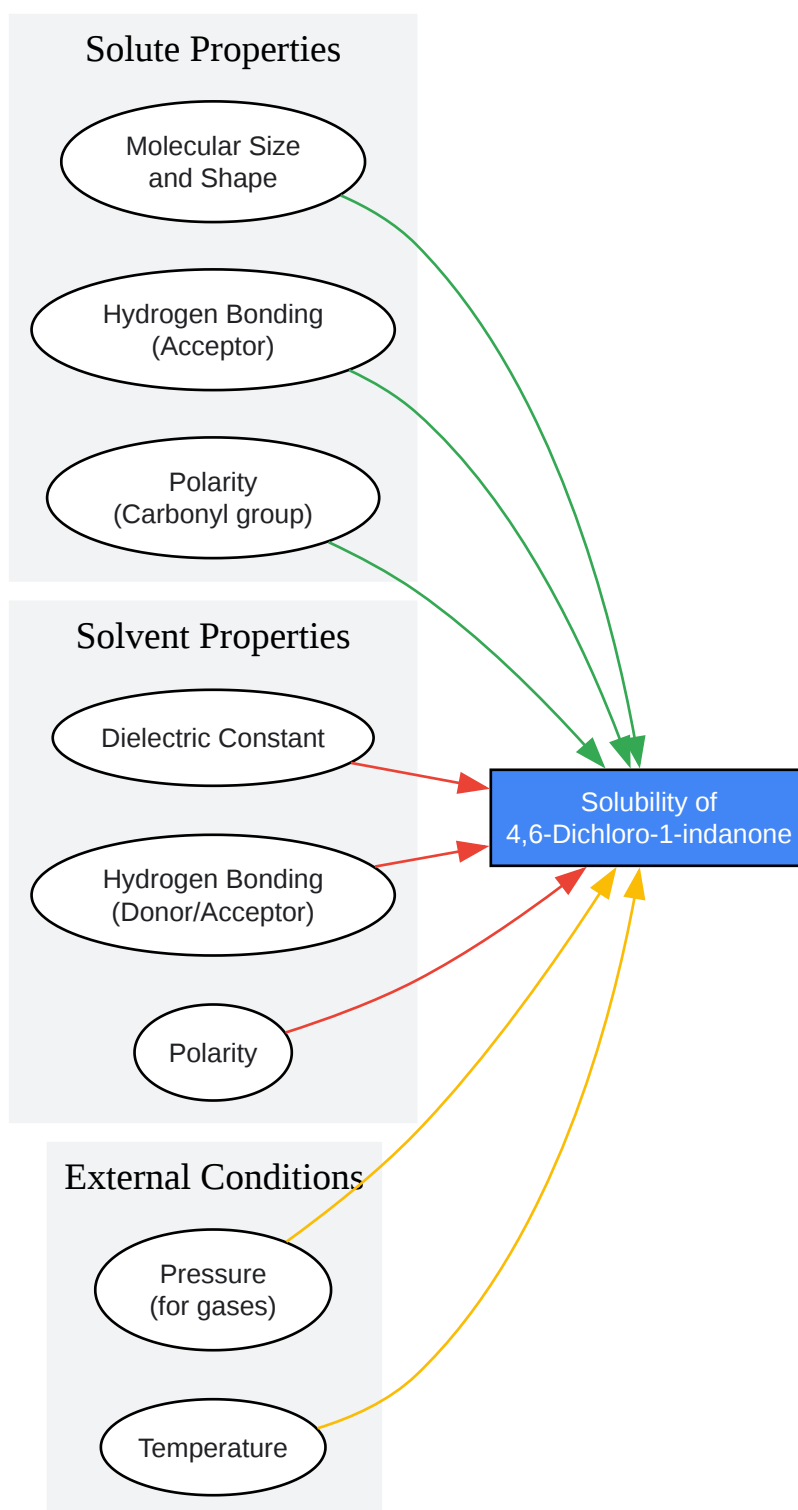 Solute Properties
Molecular Size
and Shape
Hydrogen Bonding
(Acceptor)
Polarity
(Carbonyl group)
Solvent Properties
Dielectric Constant
Hydrogen Bonding
(Donor/Acceptor)
Polarity
Solubility of
4,6-Dichloro-1-indanone
External Conditions
Pressure
(for gases)
Temperature